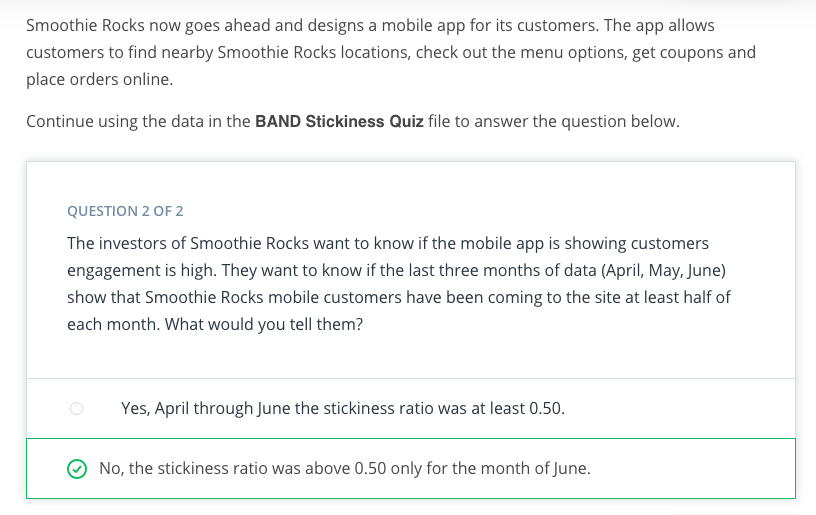 Smoothie Rocks now goes ahead and designs a mobile app for its customers. The app allows
customers to find nearby Smoothie Rocks locations, check out the menu options, get coupons and
place orders online.
Continue using the data in the BAND Stickiness Quiz file to answer the question below.
QUESTION 2 OF 2
The investors of Smoothie Rocks want to know if the mobile app is showing customers
engagement is high. They want to know if the last three months of data (April, May, June)
show that Smoothie Rocks mobile customers have been coming to the site at least half of
each month. What would you tell them?
Yes, April through June the stickiness ratio was at least 0.50.
No, the stickiness ratio was above 0.50 only for the month of June.